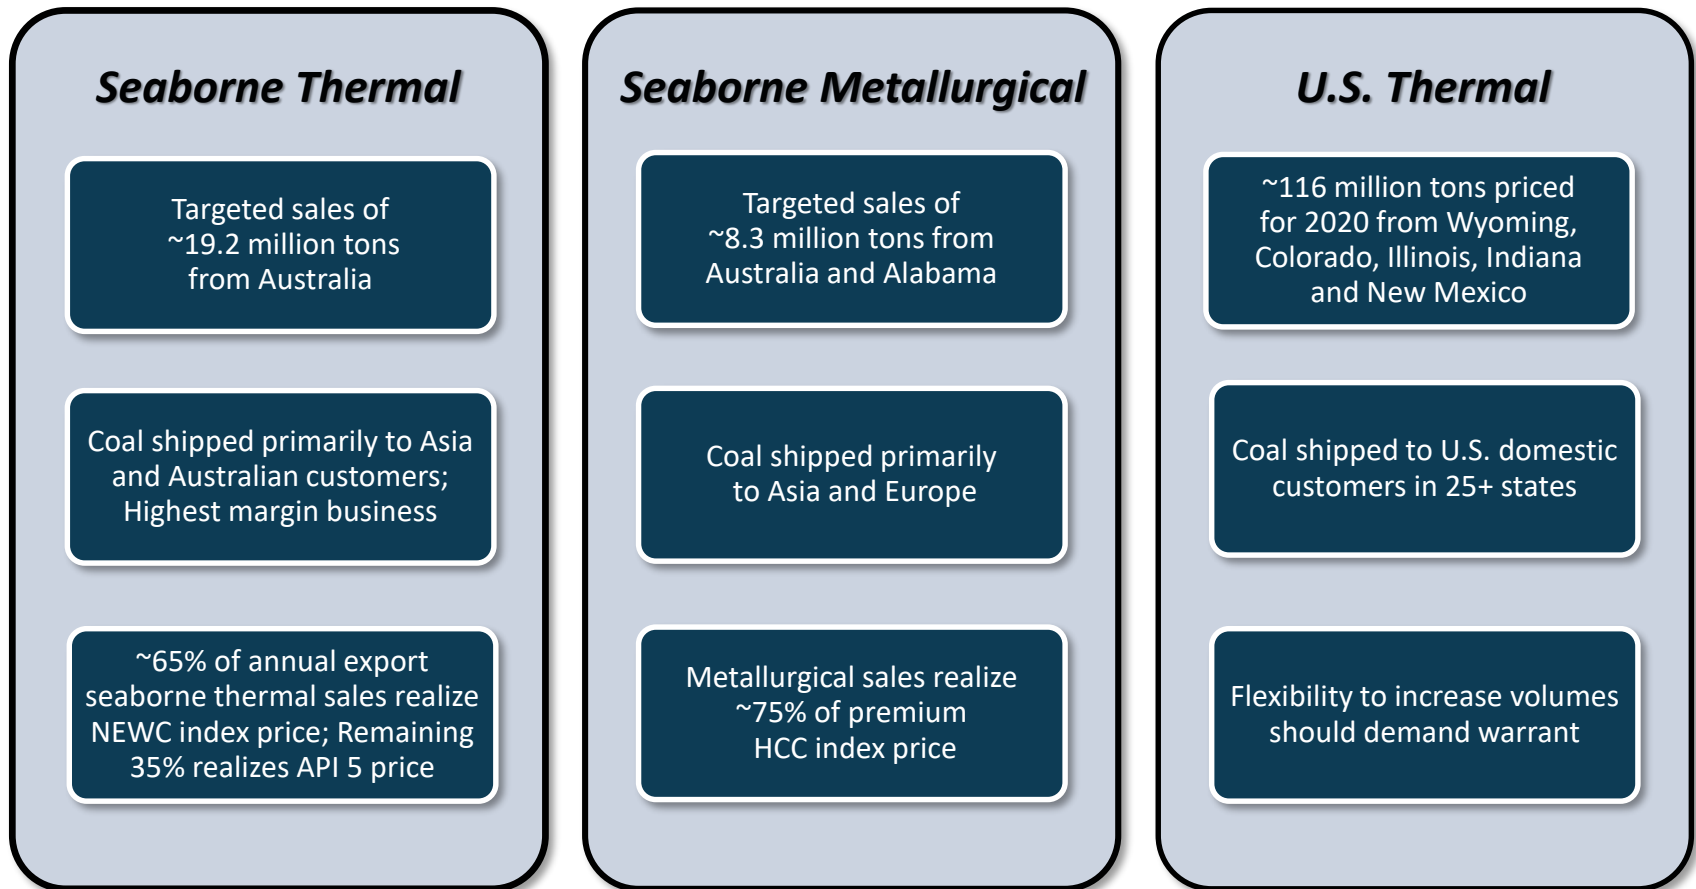 Seaborne Thermal
Targeted sales of
~19.2 million tons
from Australia
Coal shipped primarily to Asia
and Australian customers;
Highest margin business
~65% of annual export
seaborne thermal sales realize
NEWC index price; Remaining
35% realizes API 5 price
Seaborne Metallurgical
Targeted sales of
~8.3 million tons from
Australia and Alabama
Coal shipped primarily
to Asia and Europe
Metallurgical sales realize
~75% of premium
HCC index price
U.S. Thermal
~116 million tons priced
for 2020 from Wyoming,
Colorado, Illinois, Indiana
and New Mexico
Coal shipped to U.S. domestic
customers in 25+ states
Flexibility to increase volumes
should demand warrant